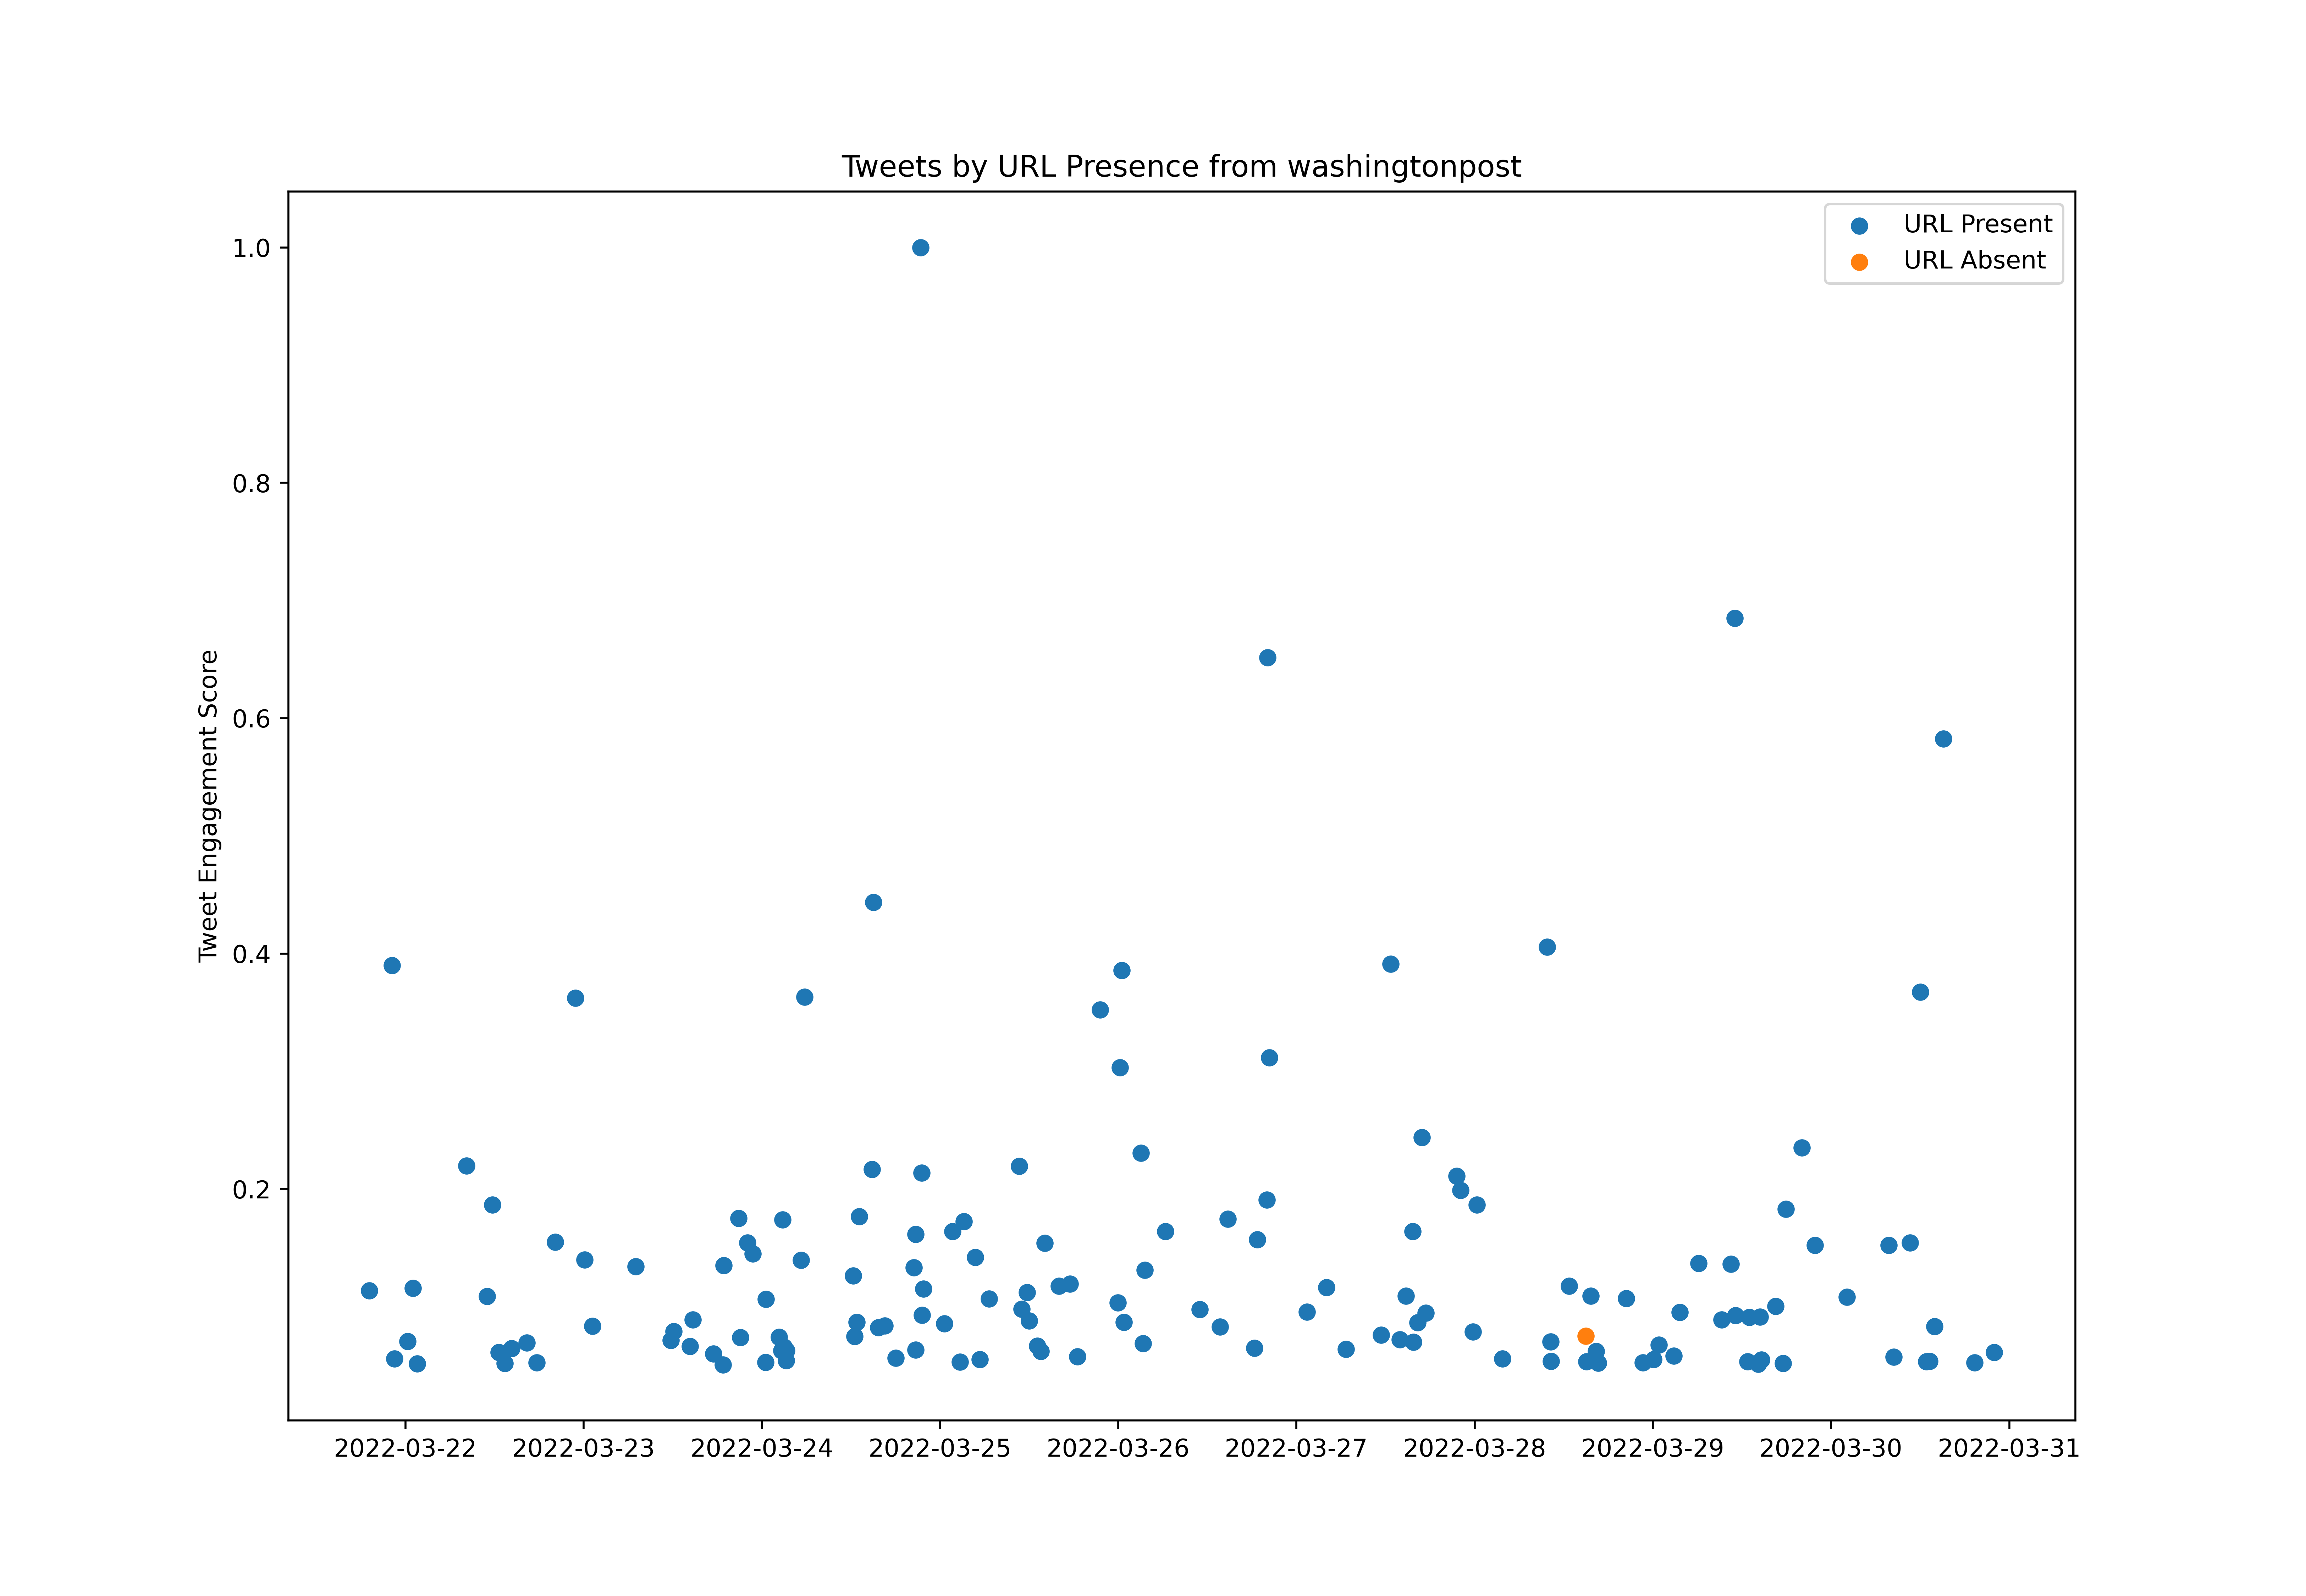 Tweets by URL Presence from washingtonpost
URL Present
URL Absent
Tweet Engagement Score
1.0
0.8
0.6
0.4
0.2
2022-03-22 2022-03-23 2022-03-24 2022-03-25 2022-03-26 2022-03-27 2022-03-28 2022-03-29 2022-03-30 2022-03-31